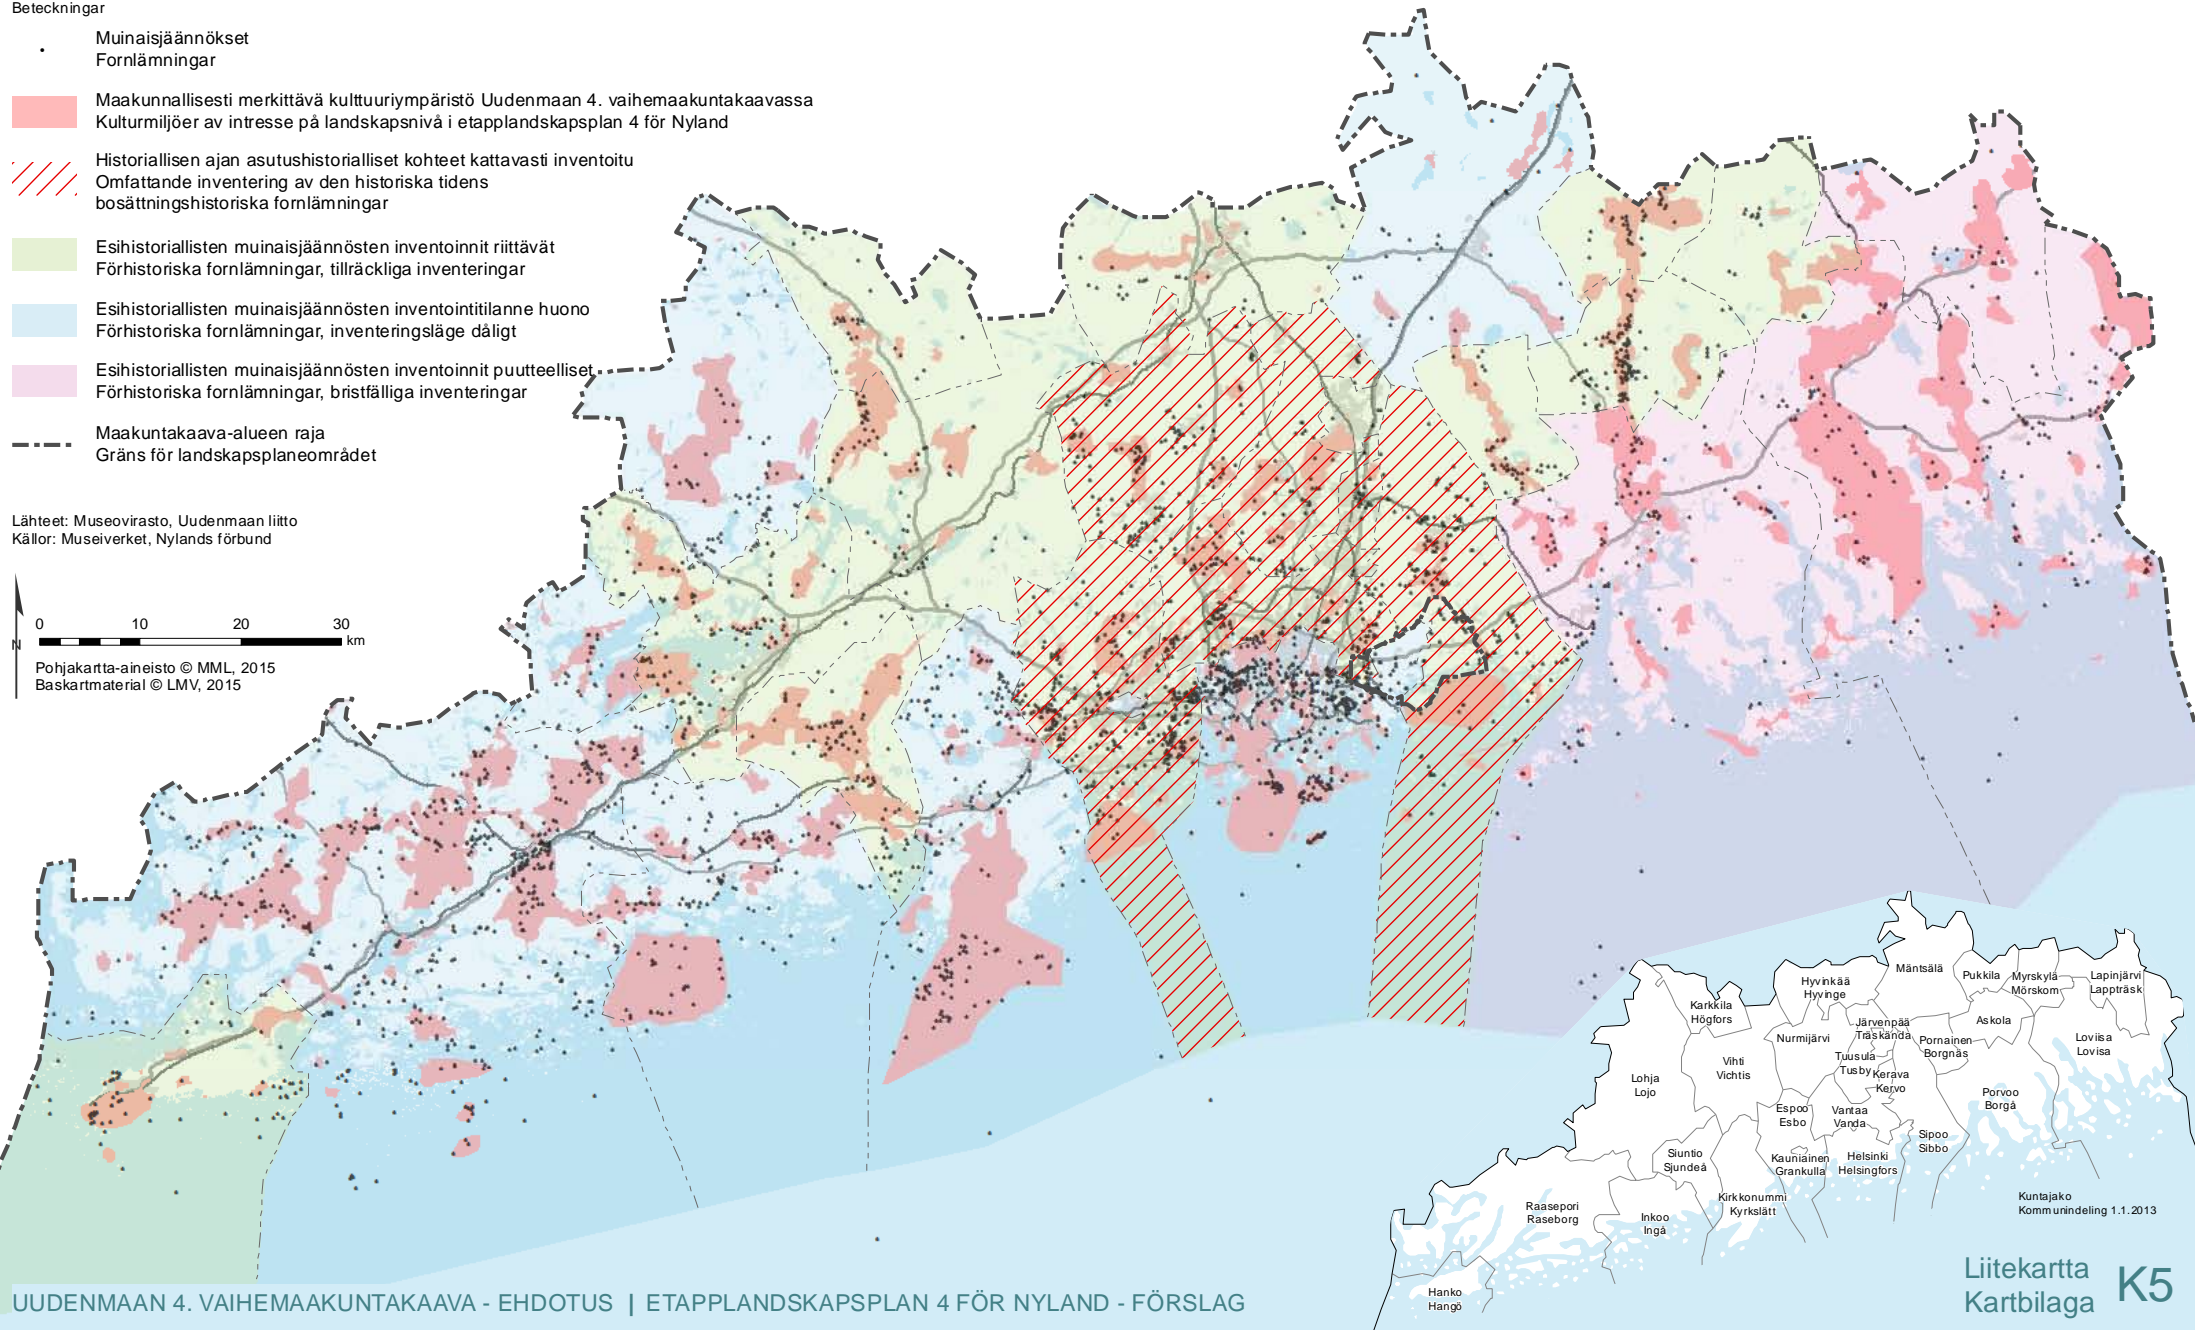 Beteckningar
Muinaisjäännökset
Fornlämningar
Maakunnallisesti merkittävä kulttuuriympäristö Uudenmaan 4. vaihemaakuntakaavassa
Kulturmiljöer av intresse på landskapsnivå i etapplandskapsplan 4 för Nyland
Historiallisen ajan asutushistorialliset kohteet kattavasti inventoitu
Omfattande inventering av den historiska tidens
bosättningshistoriska fornlämningar
Esihistoriallisten muinaisjäännösten inventoinnit riittävät
Förhistoriska fornlämningar, tillräckliga inventeringar
Esihistoriallisten muinaisjäännösten inventointitilanne huono
Förhistoriska fornlämningar, inventeringsläge dåligt
Esihistoriallisten muinaisjäännösten inventoinnit puutteelliset
Förhistoriska fornlämningar, bristfälliga inventeringar
Maakuntakaava-alueen raja
Gräns för landskapsplaneområdet
Lähteet: Museovirasto, Uudenmaan liitto
Källor: Museiverket, Nylands förbund
0 10 20 30
km
N
Pohjakartta-aineisto © MML, 2015
Baskartmaterial © LMV, 2015
Mäntsälä
Pukkila
Myrskylä
Mörskom
Lapinjärvi
Lappträsk
Hyvinkää
Hyvinge
Karkkila
Högfors
Järvenpää
Träskända
Askola
Nurmijärvi
Pornainen
Borgnäs
Loviisa
Lovisa
Tuusula
Tusby
Vihti
Vichtis
Kerava
Kervo
Lohja
Lojo
Porvoo
Borgå
Espoo
Esbo
Vantaa
Vanda
Sipoo
Sibbo
Siuntio
Sjundeå
Kauniainen
Grankulla
Helsinki
Helsingfors
Kirkkonummi
Kyrkslätt
Raasepori
Raseborg
Inkoo
Ingå
Hanko
Hangö
Kuntajako
Kommunindeling 1.1.2013
UUDENMAAN 4. VAIHEMAAKUNTAKAAVA - EHDOTUS | ETAPPLANDSKAPSPLAN 4 FÖR NYLAND - FÖRSLAG
Liitekartta
Kartbilaga
K5